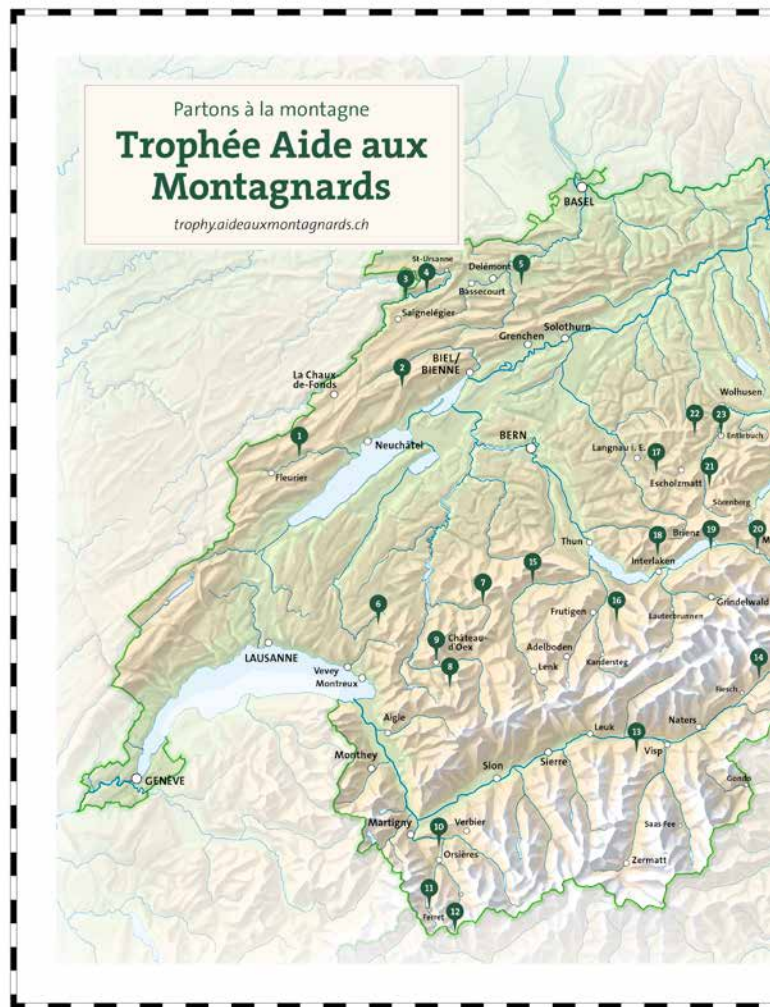 Partons à la montagne
Trophée Aide aux
Montagnards
trophy.aideauxmontagnards.ch
BASEL
St-Ursanne
3
4
Delémont
5
Bassecourt
Saignelégier
Solothurn
Grenchen
BIEL/
BIENNE
2
La Chaux-
de-Fonds
Wolhusen
22
23
Entlebuch
1
Neuchâtel
BERN
Langnau i. E.
17
Escholzmatt
21
Fleurier
Sörenberg
Thun
18
Brienz
19
20
M
Interlaken
15
7
6
16
Frutigen
Grindelwald
Lauterbrunnen
9
Château-
d'Oex
8
Adelboden
Lenk
Kandersteg
14
Fiesch
LAUSANNE
Vevey
Montreux
Aigle
Leuk
13
Naters
Visp
Monthey
Sion
Sierre
GENÈVE
Gondo
Martigny
10
Verbier
Saas Fee
Orsières
Zermatt
11
Ferret
12